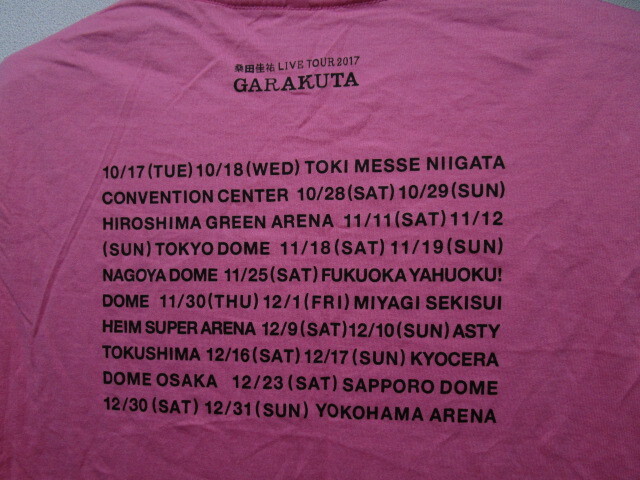 桑田佳祐 LIVE TOUR 2017
GARAKUTA
10/17(TUE)10/18(WED) TOKI MESSE NIIGATA
CONVENTION CENTER 10/28(SAT) 10/29(SUN)
HIROSHIMA GREEN ARENA 11/11(SAT) 11/12
(SUN) TOKYO DOME 11/18(SAT) 11/19(SUN)
NAGOYA DOME 11/25(SAT) FUKUOKA YAHUOKU!
DOME 11/30(THU) 12/1(FRI) MIYAGI SEKISUI
HEIM SUPER ARENA 12/9(SAT)12/10(SUN) ASTY
TOKUSHIMA 12/16(SAT) 12/17(SUN) KYOCERA
DOME OSAKA 12/23(SAT) SAPPORO DOME
12/30(SAT) 12/31(SUN) YOKOHAMA ARENA